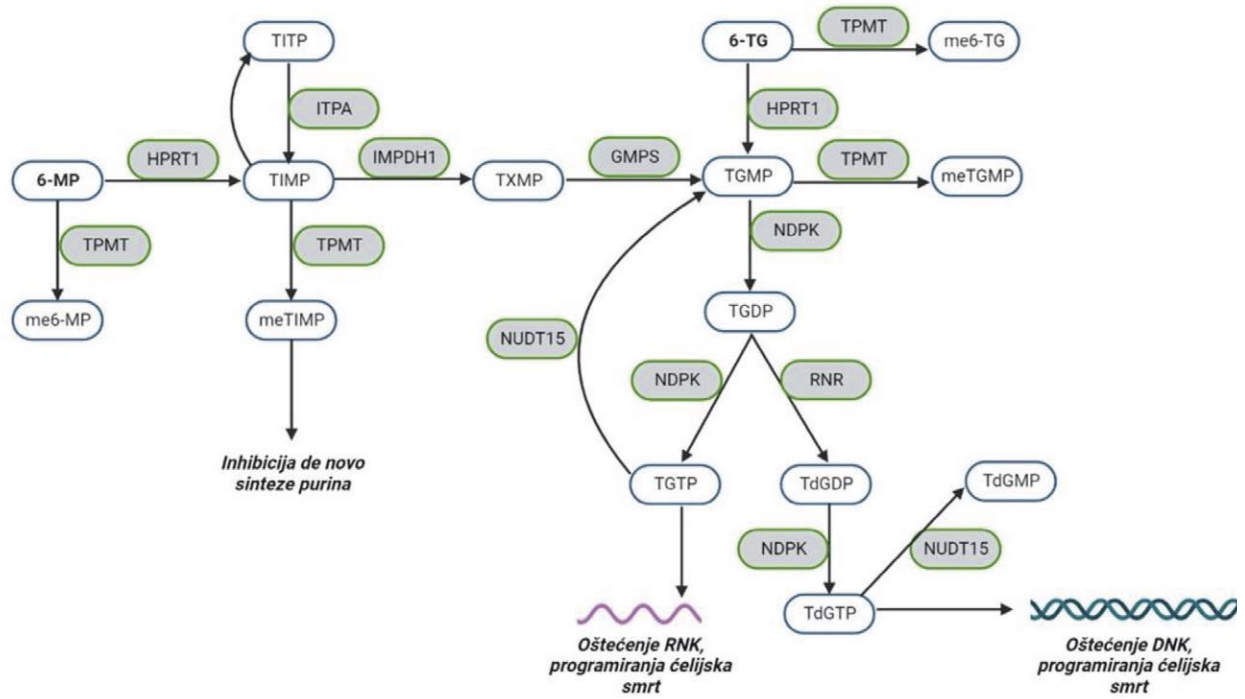 TITP
6-TG
TPMT
me6-TG
ITPA
HPRT1
6-MP
HPRT1
TIMP
IMPDH1
TXMP
GMPS
TGMP
TPMT
meTGMP
TPMT
TPMT
NDPK
me6-MP
meTIMP
TGDP
NUDT15
NDPK
RNR
Inhibicija de novo
sinteze purina
TGTP
TdGDP
TdGMP
NDPK
NUDT15
TdGTP
Oštećenje RNK,
programiranja ćelijska
smrt
Oštećenje DNK,
programiranja ćelijska
smrt